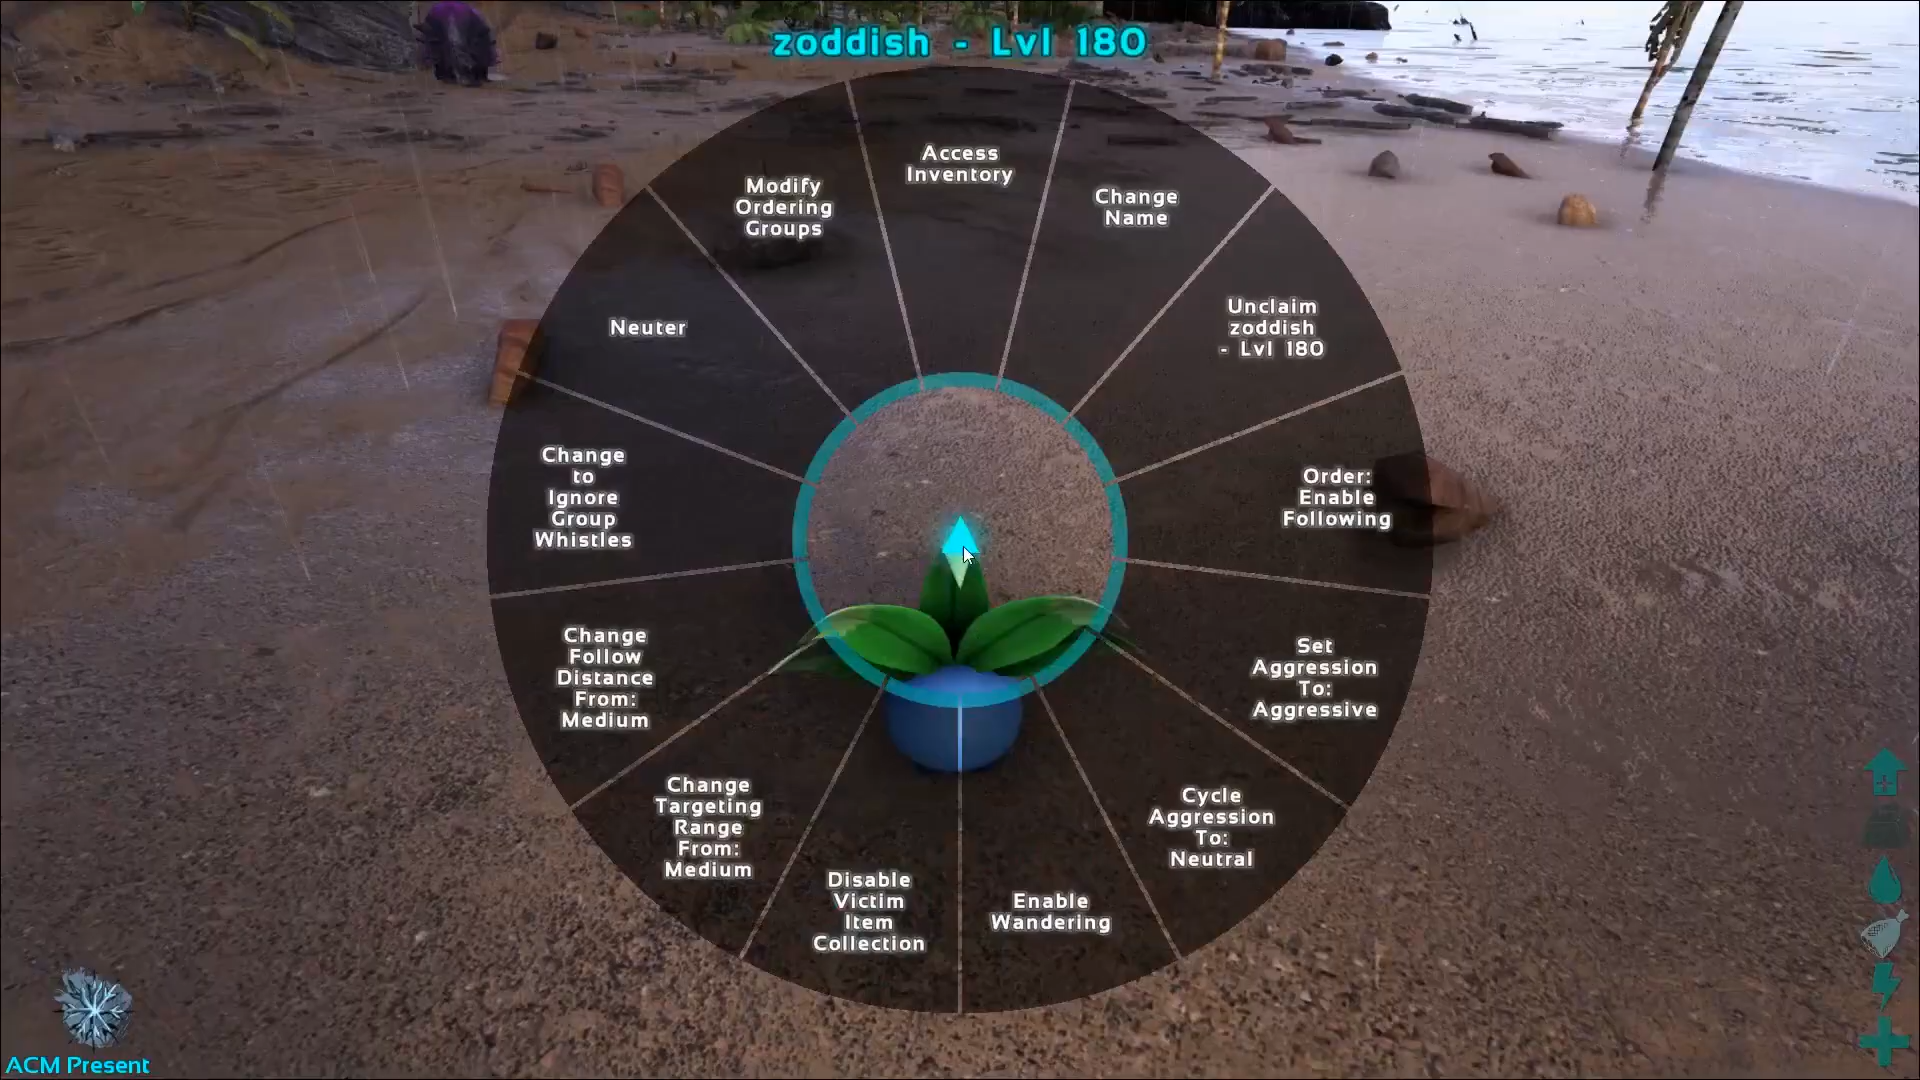 zoddish - Lvl 180
Access
Inventory
Change
Name
Unclaim
zoddish
- Lvl 180
Order:
Enable
Following
Set
Aggression
To:
Aggressive
Cycle
Aggression
To:
Neutral
Enable
Wandering
Disable
Victim
Item
Collection
Change
Targeting
Range
From:
Medium
Change
Follow
Distance
From:
Medium
Change
to
Ignore
Group
Whistles
Neuter
Modify
Ordering
Groups
ACM Present